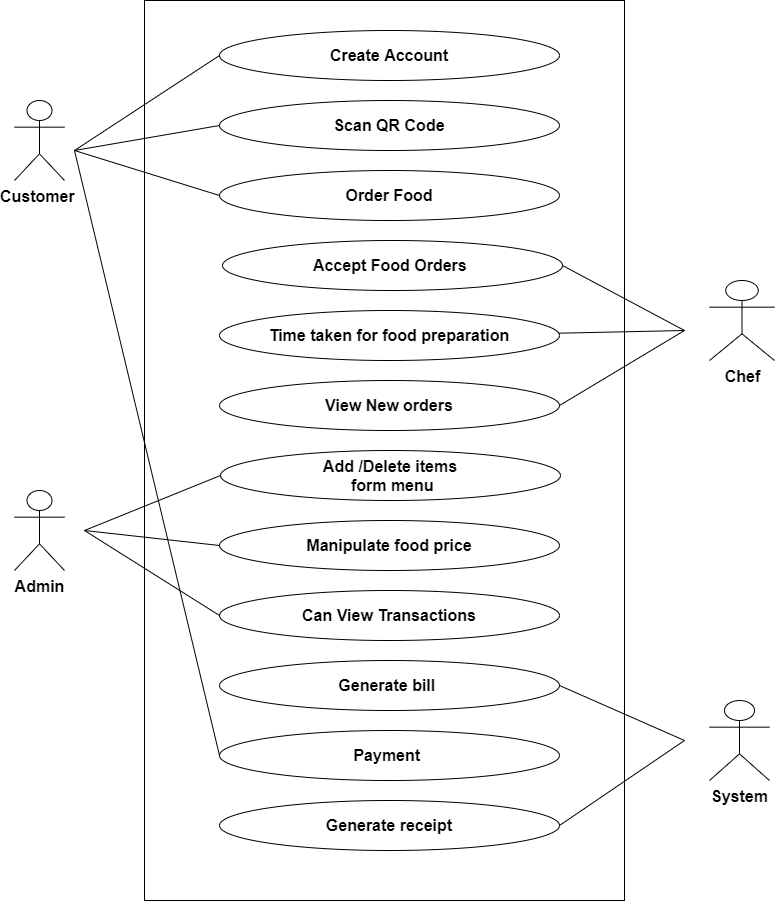 Create Account
Scan QR Code
Customer
Order Food
Accept Food Orders
Time taken for food preparation
Chef
View New orders
Add /Delete items
form menu
Manipulate food price
Admin
Can View Transactions
Generate bill
Payment
System
Generate receipt